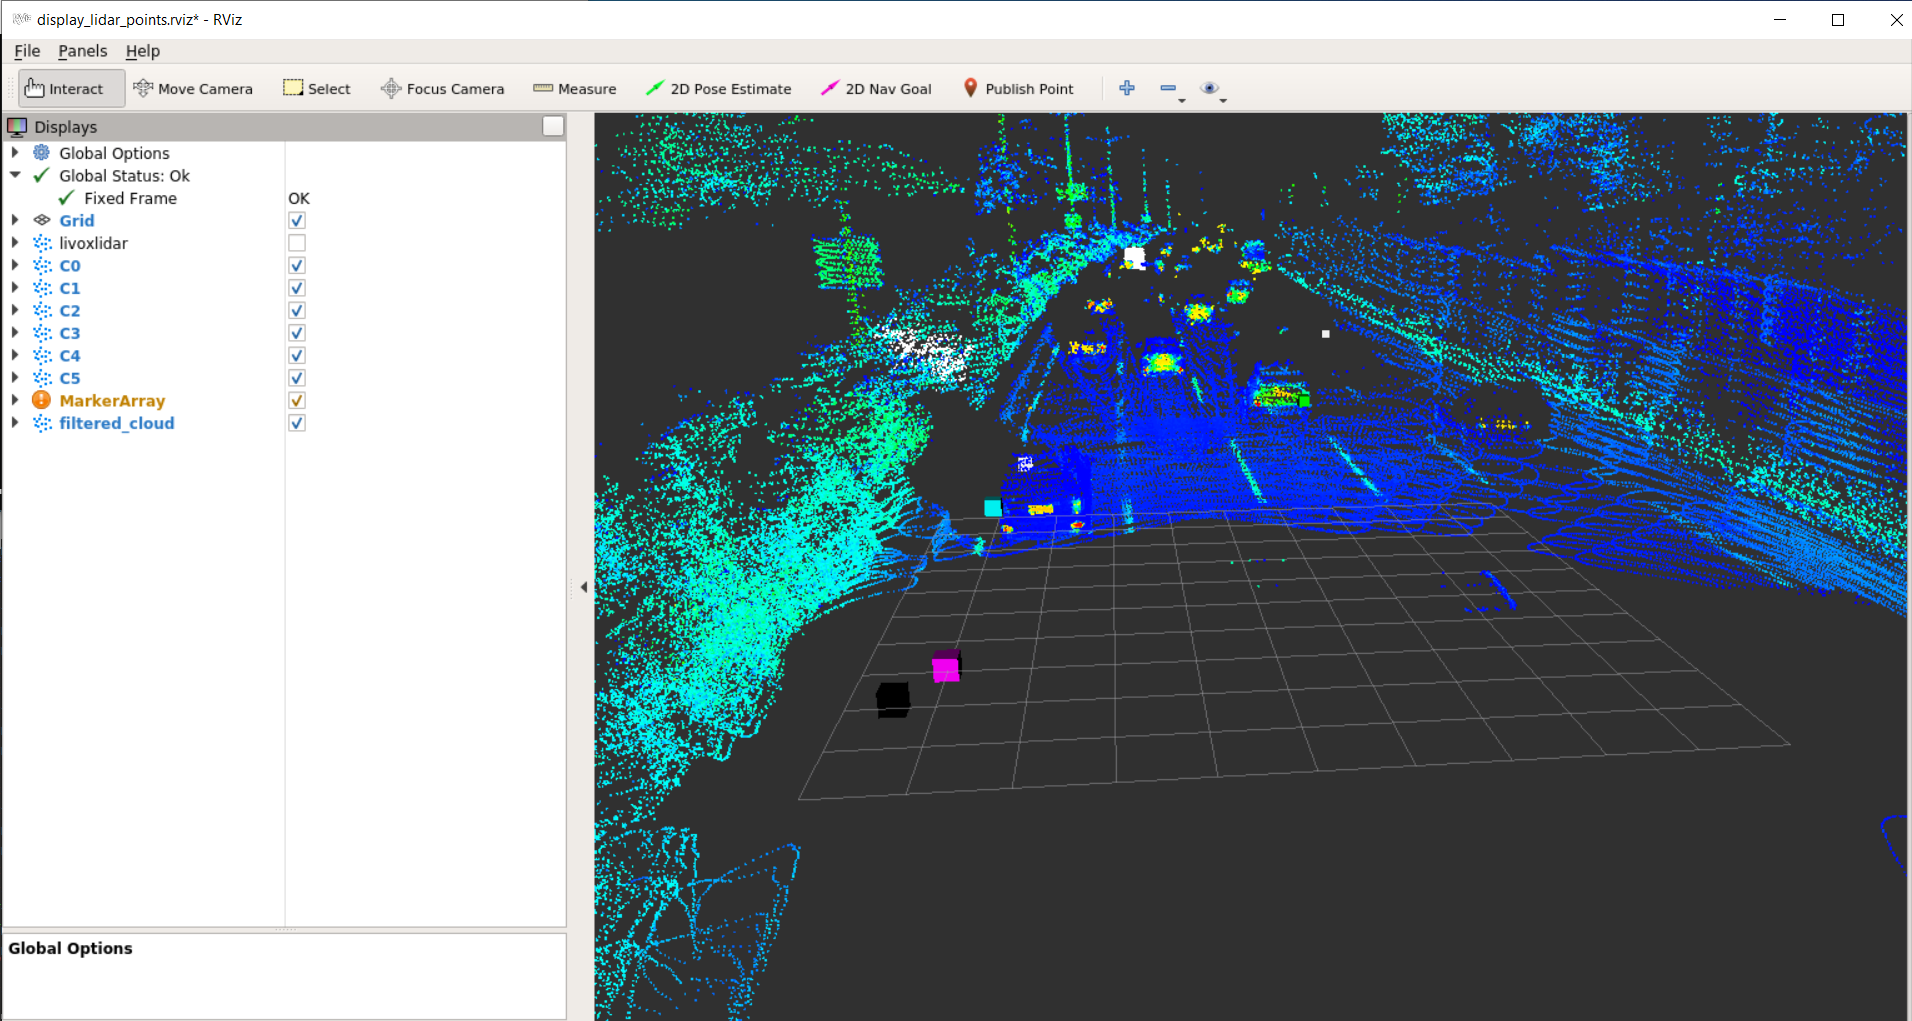 display_lidar_points.rviz* - RViz
File Panels Help
Interact Move Camera Select Focus Camera Measure 2D Pose Estimate 2D Nav Goal Publish Point
Displays
Global Options
Global Status: Ok
Fixed Frame OK
Grid
livoxlidar
C0
C1
C2
C3
C4
C5
MarkerArray
filtered_cloud
Global Options